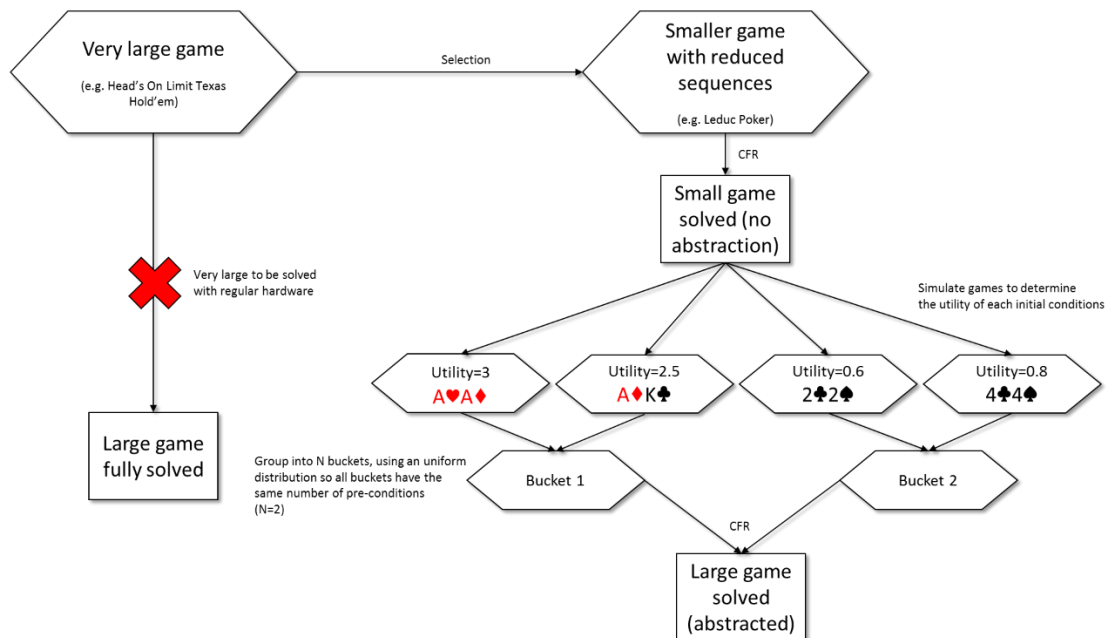 Very large game
(e.g. Head's On Limit Texas
Hold'em)
Selection
Smaller game
with reduced
sequences
(e.g. Leduc Poker)
CFR
Small game
solved (no
abstraction)
Very large to be solved
with regular hardware
Simulate games to determine
the utility of each initial conditions
Utility=3
A♥A♦
Utility=2.5
A♦K♣
Utility=0.6
2♣2♠
Utility=0.8
4♣4♠
Large game
fully solved
Group into N buckets, using an uniform
distribution so all buckets have the
same number of pre-conditions
(N=2)
Bucket 1
Bucket 2
CFR
Large game
solved
(abstracted)